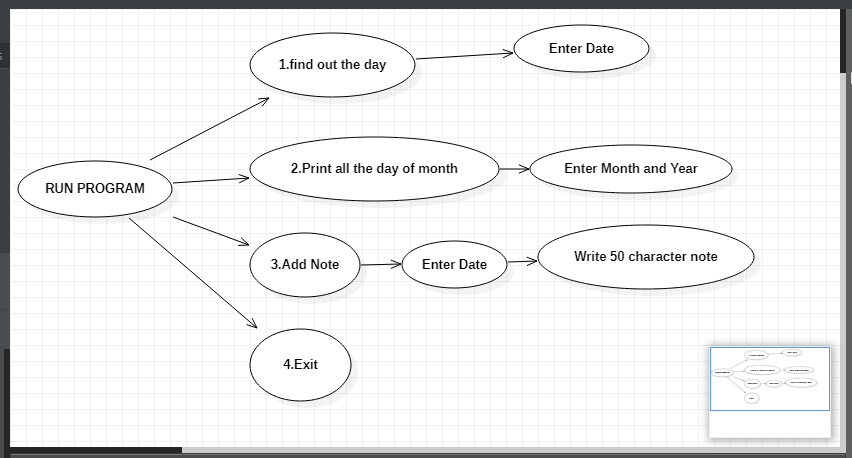 1.find out the day
Enter Date
2.Print all the day of month
Enter Month and Year
RUN PROGRAM
3.Add Note
Enter Date
Write 50 character note
4.Exit